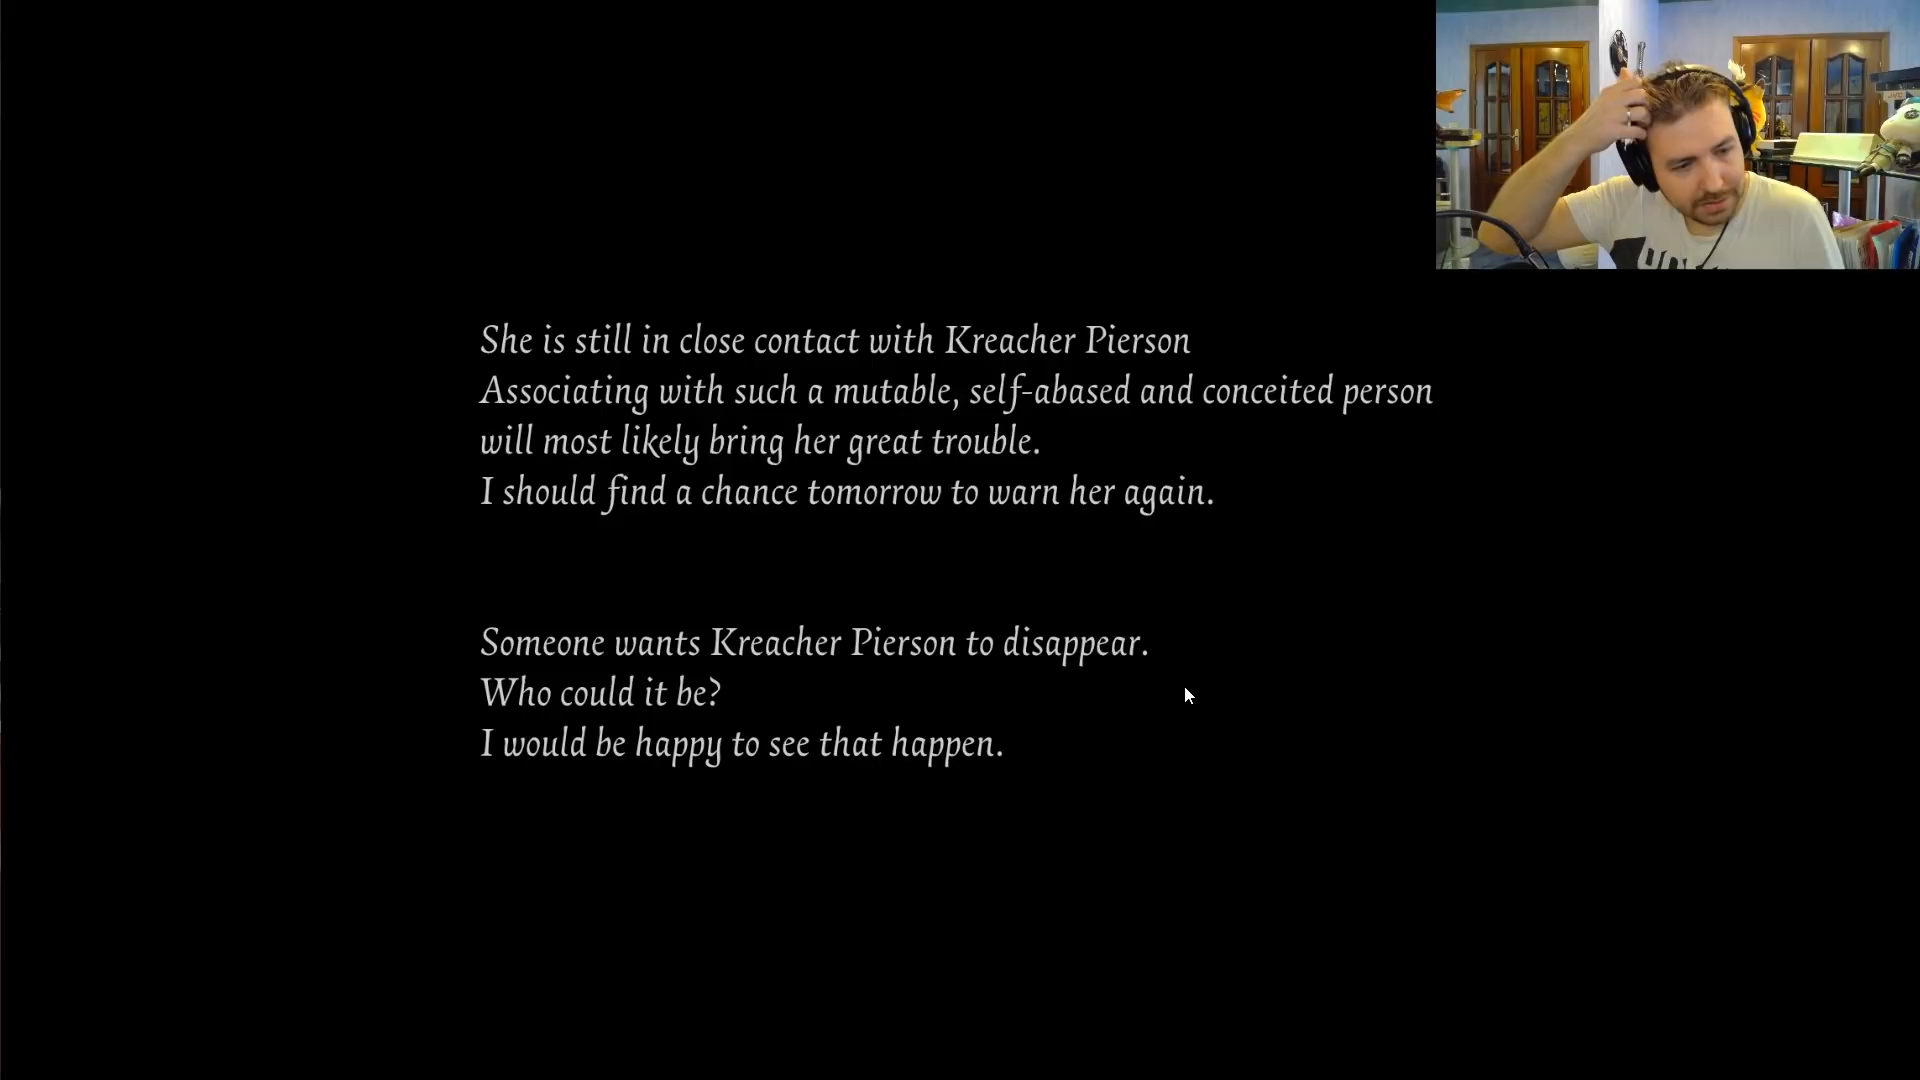 She is still in close contact with Kreacher Pierson
Associating with such a mutable, self-abased and conceited person
will most likely bring her great trouble.
I should find a chance tomorrow to warn her again.
Someone wants Kreacher Pierson to disappear.
Who could it be?
I would be happy to see that happen.
JVC